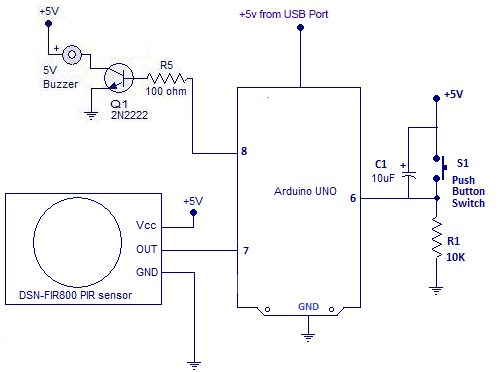 +5v from USB Port
+5V
+
5V
Buzzer
R5
100 ohm
Q1
2N2222
+5V
8
C1
+
10uF
S1
Push
Button
Switch
Arduino UNO
6
+5V
Vcc
OUT
GND
7
R1
10K
DSN-FIR800 PIR sensor
GND